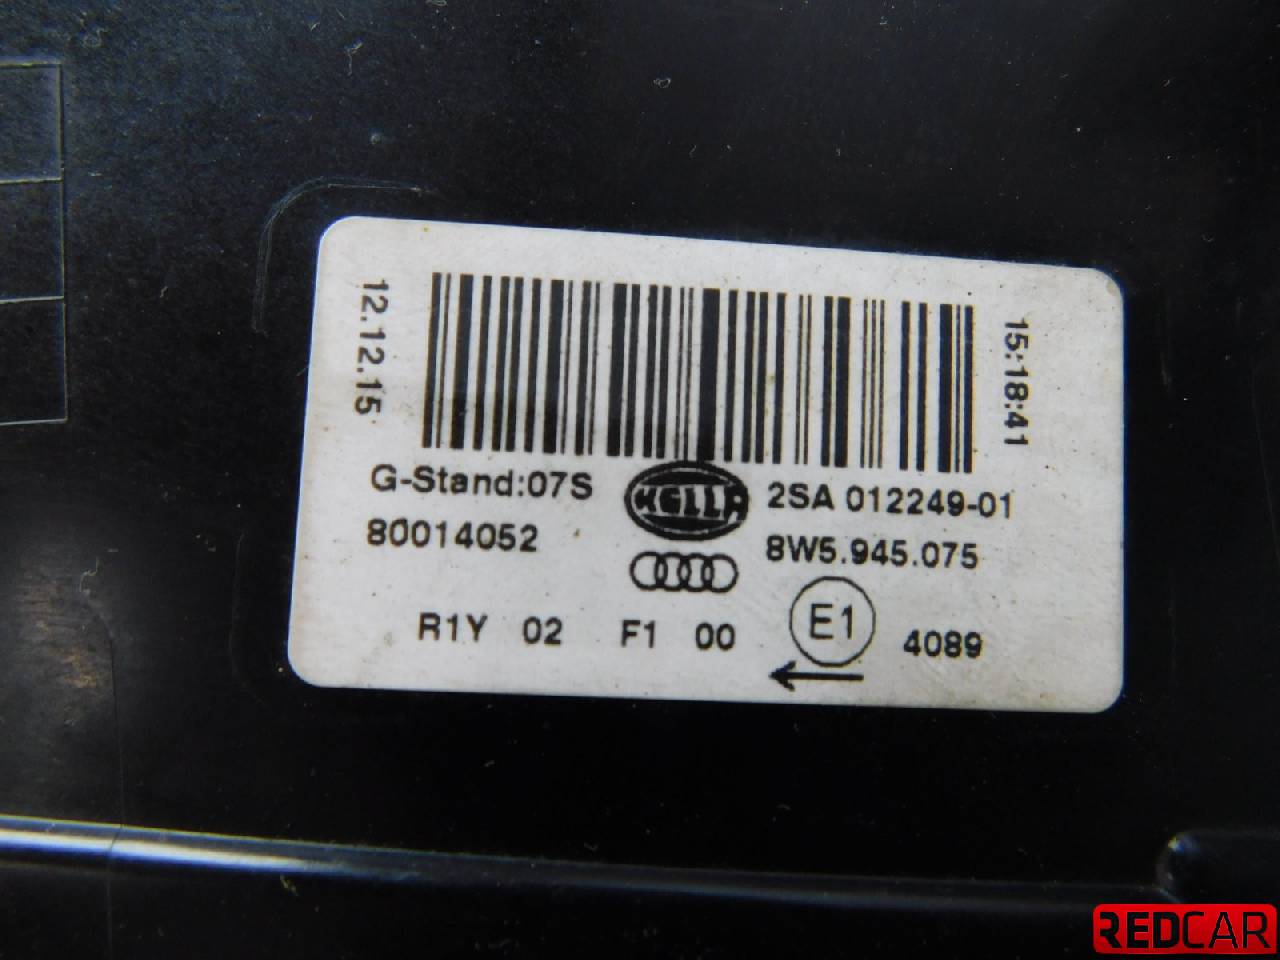 12.12.15
15:18:41
G-Stand:07S
HELLA
2SA 012249-01
80014052
8W5.945.075
R1Y 02 F1 00
E1
4089
REDCAR